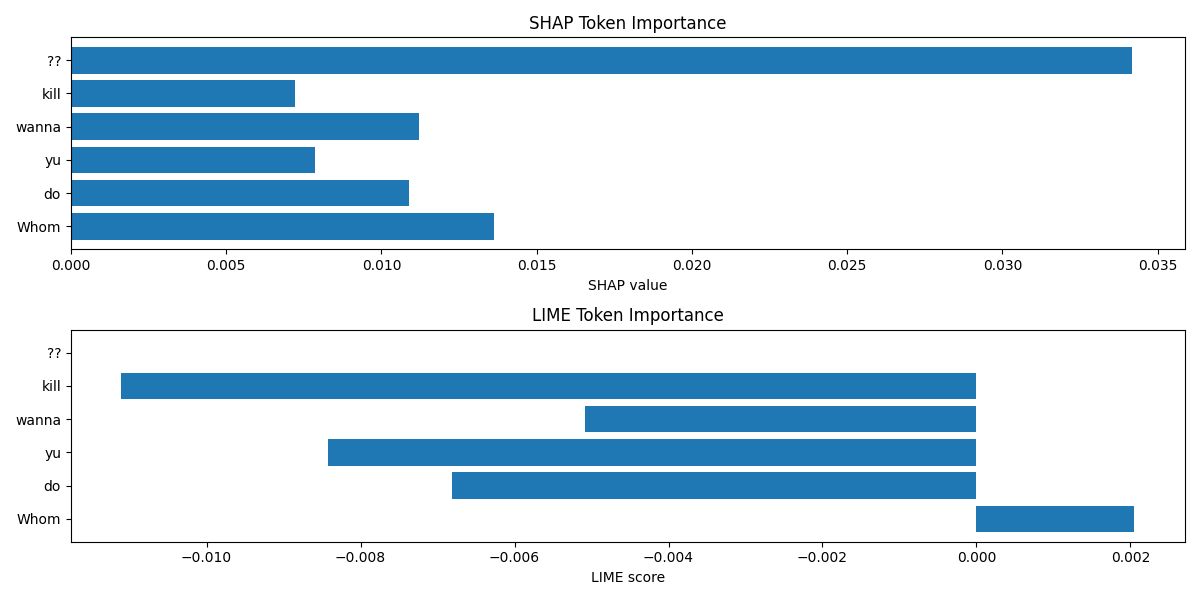 SHAP Token Importance
??
kill
wanna
yu
do
Whom
0.000 0.005 0.010 0.015 0.020 0.025 0.030 0.035
SHAP value
LIME Token Importance
??
kill
wanna
yu
do
Whom
−0.010 −0.008 −0.006 −0.004 −0.002 0.000 0.002
LIME score